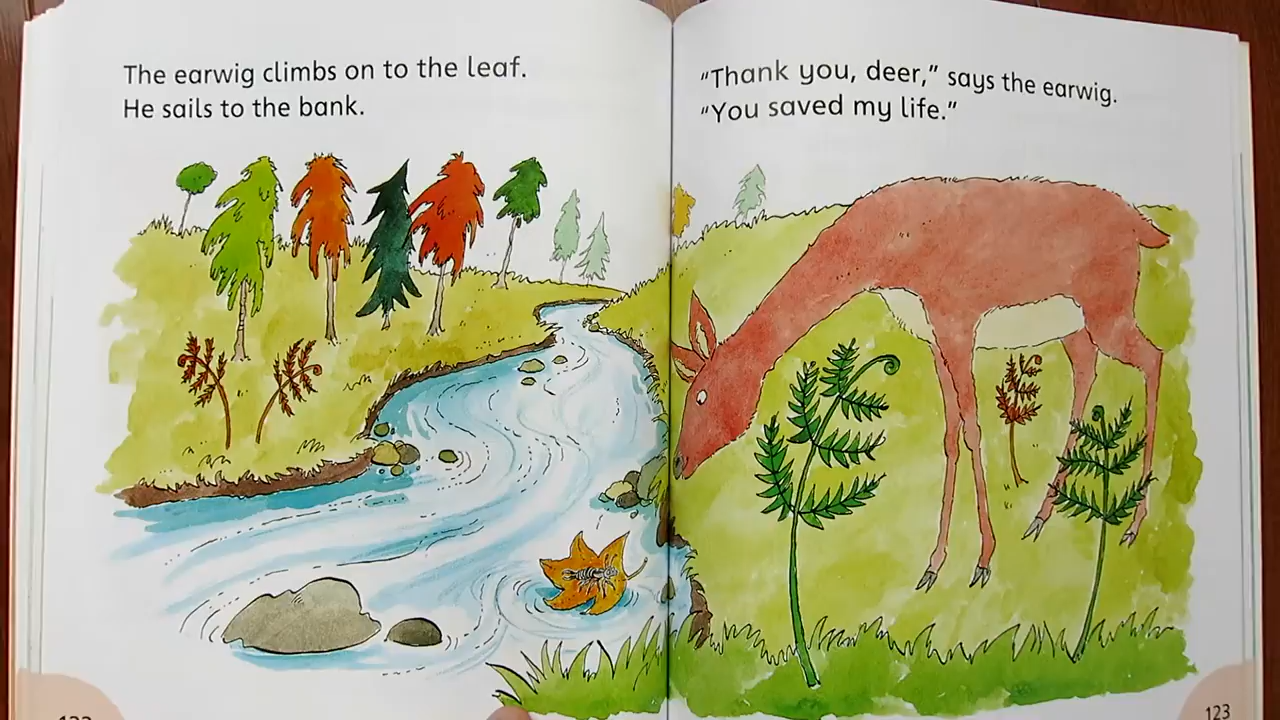 The earwig climbs on to the leaf.
He sails to the bank.
“Thank you, deer,” says the earwig.
“You saved my life.”
123